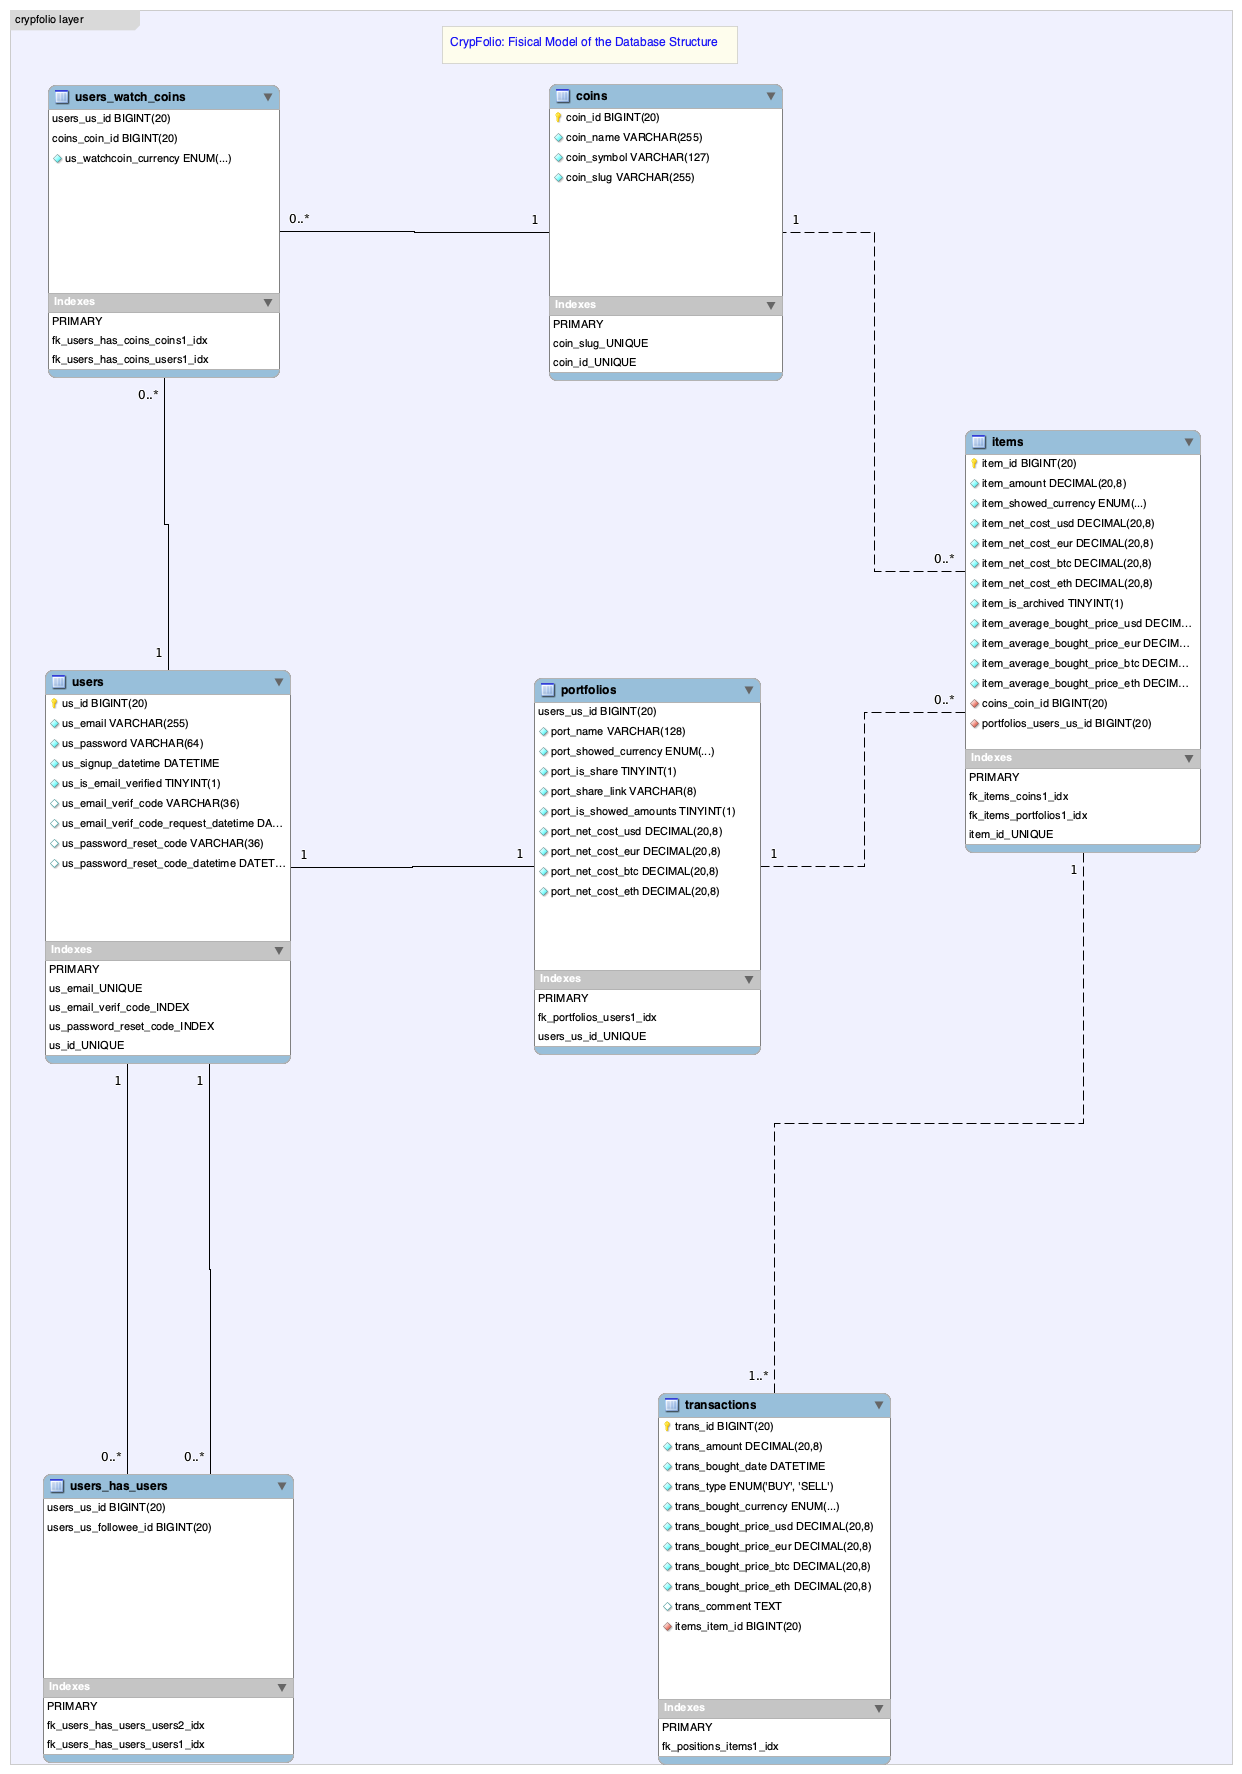 crypfolio layer
CrypFolio: Fisical Model of the Database Structure
users_watch_coins
users_us_id BIGINT(20)
coins_coin_id BIGINT(20)
us_watchcoin_currency ENUM(...)
Indexes
PRIMARY
fk_users_has_coins_coins1_idx
fk_users_has_coins_users1_idx
0..*
1
coins
coin_id BIGINT(20)
coin_name VARCHAR(255)
coin_symbol VARCHAR(127)
coin_slug VARCHAR(255)
Indexes
PRIMARY
coin_slug_UNIQUE
coin_id_UNIQUE
1
0..*
0..*
1
items
item_id BIGINT(20)
item_amount DECIMAL(20,8)
item_showed_currency ENUM(...)
item_net_cost_usd DECIMAL(20,8)
item_net_cost_eur DECIMAL(20,8)
item_net_cost_btc DECIMAL(20,8)
item_net_cost_eth DECIMAL(20,8)
item_is_archived TINYINT(1)
item_average_bought_price_usd DECIM...
item_average_bought_price_eur DECIM...
item_average_bought_price_btc DECIM...
item_average_bought_price_eth DECIM...
coins_coin_id BIGINT(20)
portfolios_users_us_id BIGINT(20)
Indexes
PRIMARY
fk_items_coins1_idx
fk_items_portfolios1_idx
item_id_UNIQUE
users
us_id BIGINT(20)
us_email VARCHAR(255)
us_password VARCHAR(64)
us_signup_datetime DATETIME
us_is_email_verified TINYINT(1)
us_email_verif_code VARCHAR(36)
us_email_verif_code_request_datetime DA...
us_password_reset_code VARCHAR(36)
us_password_reset_code_datetime DATET...
Indexes
PRIMARY
us_email_UNIQUE
us_email_verif_code_INDEX
us_password_reset_code_INDEX
us_id_UNIQUE
1
1
portfolios
users_us_id BIGINT(20)
port_name VARCHAR(128)
port_showed_currency ENUM(...)
port_is_share TINYINT(1)
port_share_link VARCHAR(8)
port_is_showed_amounts TINYINT(1)
port_net_cost_usd DECIMAL(20,8)
port_net_cost_eur DECIMAL(20,8)
port_net_cost_btc DECIMAL(20,8)
port_net_cost_eth DECIMAL(20,8)
Indexes
PRIMARY
fk_portfolios_users1_idx
users_us_id_UNIQUE
1
0..*
1
1..*
1
1
0..*
0..*
users_has_users
users_us_id BIGINT(20)
users_us_followee_id BIGINT(20)
Indexes
PRIMARY
fk_users_has_users_users2_idx
fk_users_has_users_users1_idx
transactions
trans_id BIGINT(20)
trans_amount DECIMAL(20,8)
trans_bought_date DATETIME
trans_type ENUM('BUY', 'SELL')
trans_bought_currency ENUM(...)
trans_bought_price_usd DECIMAL(20,8)
trans_bought_price_eur DECIMAL(20,8)
trans_bought_price_btc DECIMAL(20,8)
trans_bought_price_eth DECIMAL(20,8)
trans_comment TEXT
items_item_id BIGINT(20)
Indexes
PRIMARY
fk_positions_items1_idx